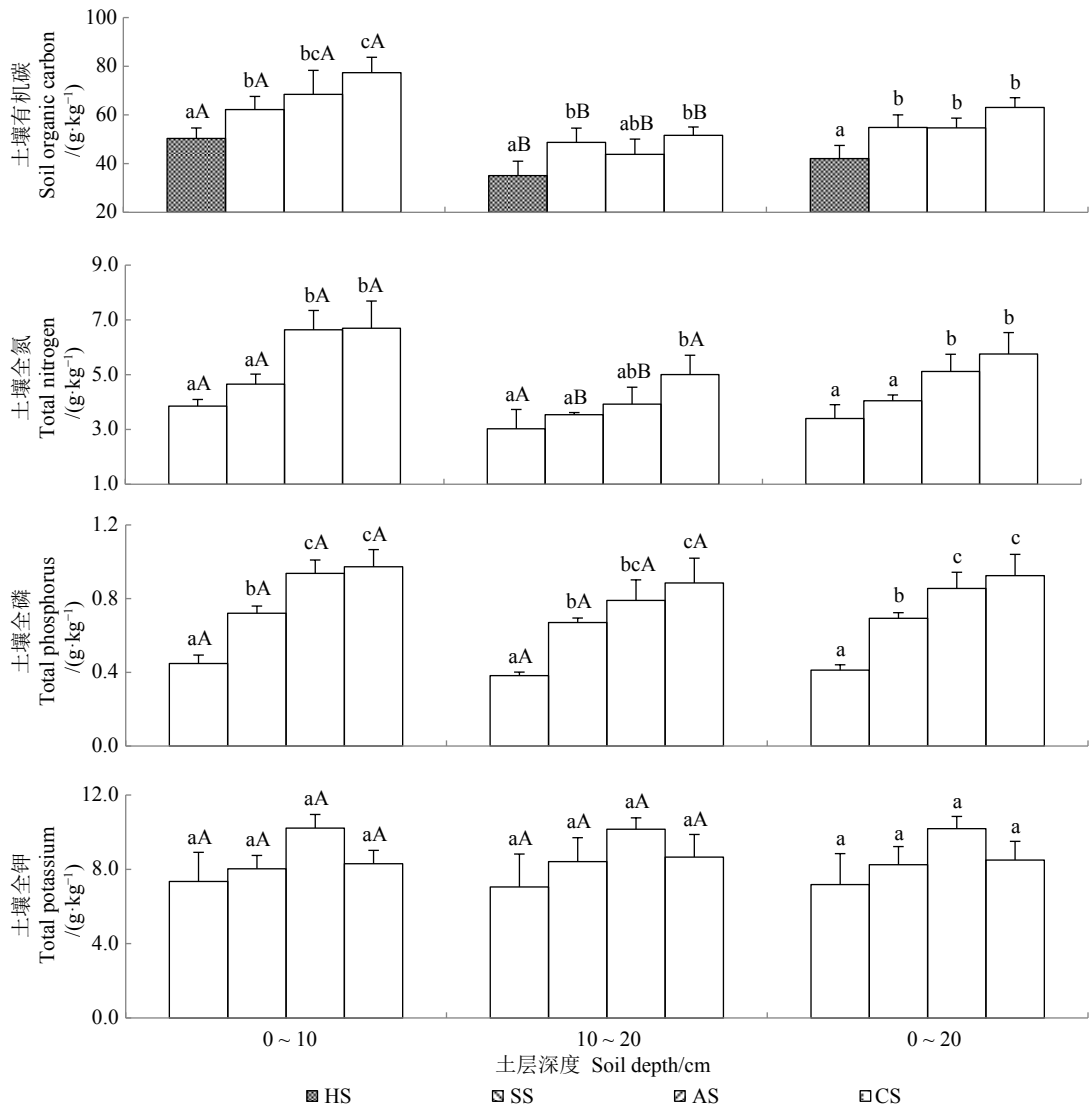 土壤有机碳
Soil organic carbon
/(g·kg⁻¹)
100
80
60
40
20
aA
bA
bcA
cA
aB
bB
abB
bB
a
b
b
b
土壤全氮
Total nitrogen
/(g·kg⁻¹)
9.0
7.0
5.0
3.0
1.0
aA
aA
bA
bA
aA
aB
abB
bA
a
a
b
b
土壤全磷
Total phosphorus
/(g·kg⁻¹)
1.2
0.8
0.4
0.0
aA
bA
cA
cA
aA
bA
bcA
cA
a
b
c
c
土壤全钾
Total potassium
/(g·kg⁻¹)
12.0
8.0
4.0
0.0
aA
aA
aA
aA
aA
aA
aA
aA
a
a
a
a
0 ~ 10
10 ~ 20
0 ~ 20
土层深度 Soil depth/cm
HS
SS
AS
CS